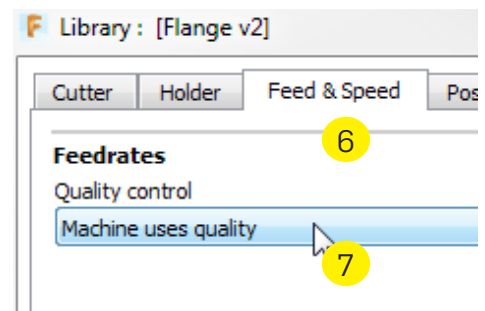 Library : [Flange v2]
Cutter Holder Feed & Speed Pos
6
Feedrates
Quality control
Machine uses quality
7